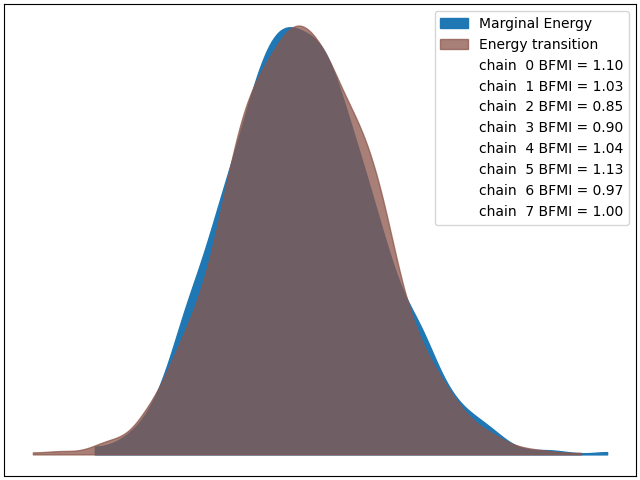 Marginal Energy
Energy transition
chain  0 BFMI = 1.10
chain  1 BFMI = 1.03
chain  2 BFMI = 0.85
chain  3 BFMI = 0.90
chain  4 BFMI = 1.04
chain  5 BFMI = 1.13
chain  6 BFMI = 0.97
chain  7 BFMI = 1.00